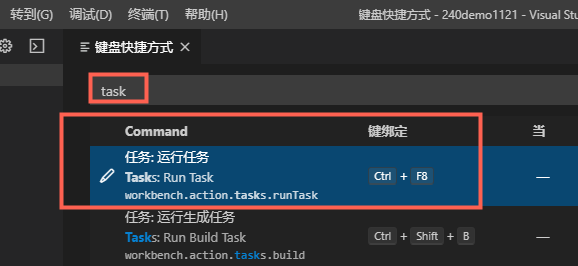 转到(G) 调试(D) 终端(T) 帮助(H) 键盘快捷方式 - 240demo1121 - Visual Stu
键盘快捷方式
task
Command 键绑定 当
任务: 运行任务
Tasks: Run Task Ctrl + F8 —
workbench.action.tasks.runTask
任务: 运行生成任务
Tasks: Run Build Task Ctrl + Shift + B —
workbench.action.tasks.build